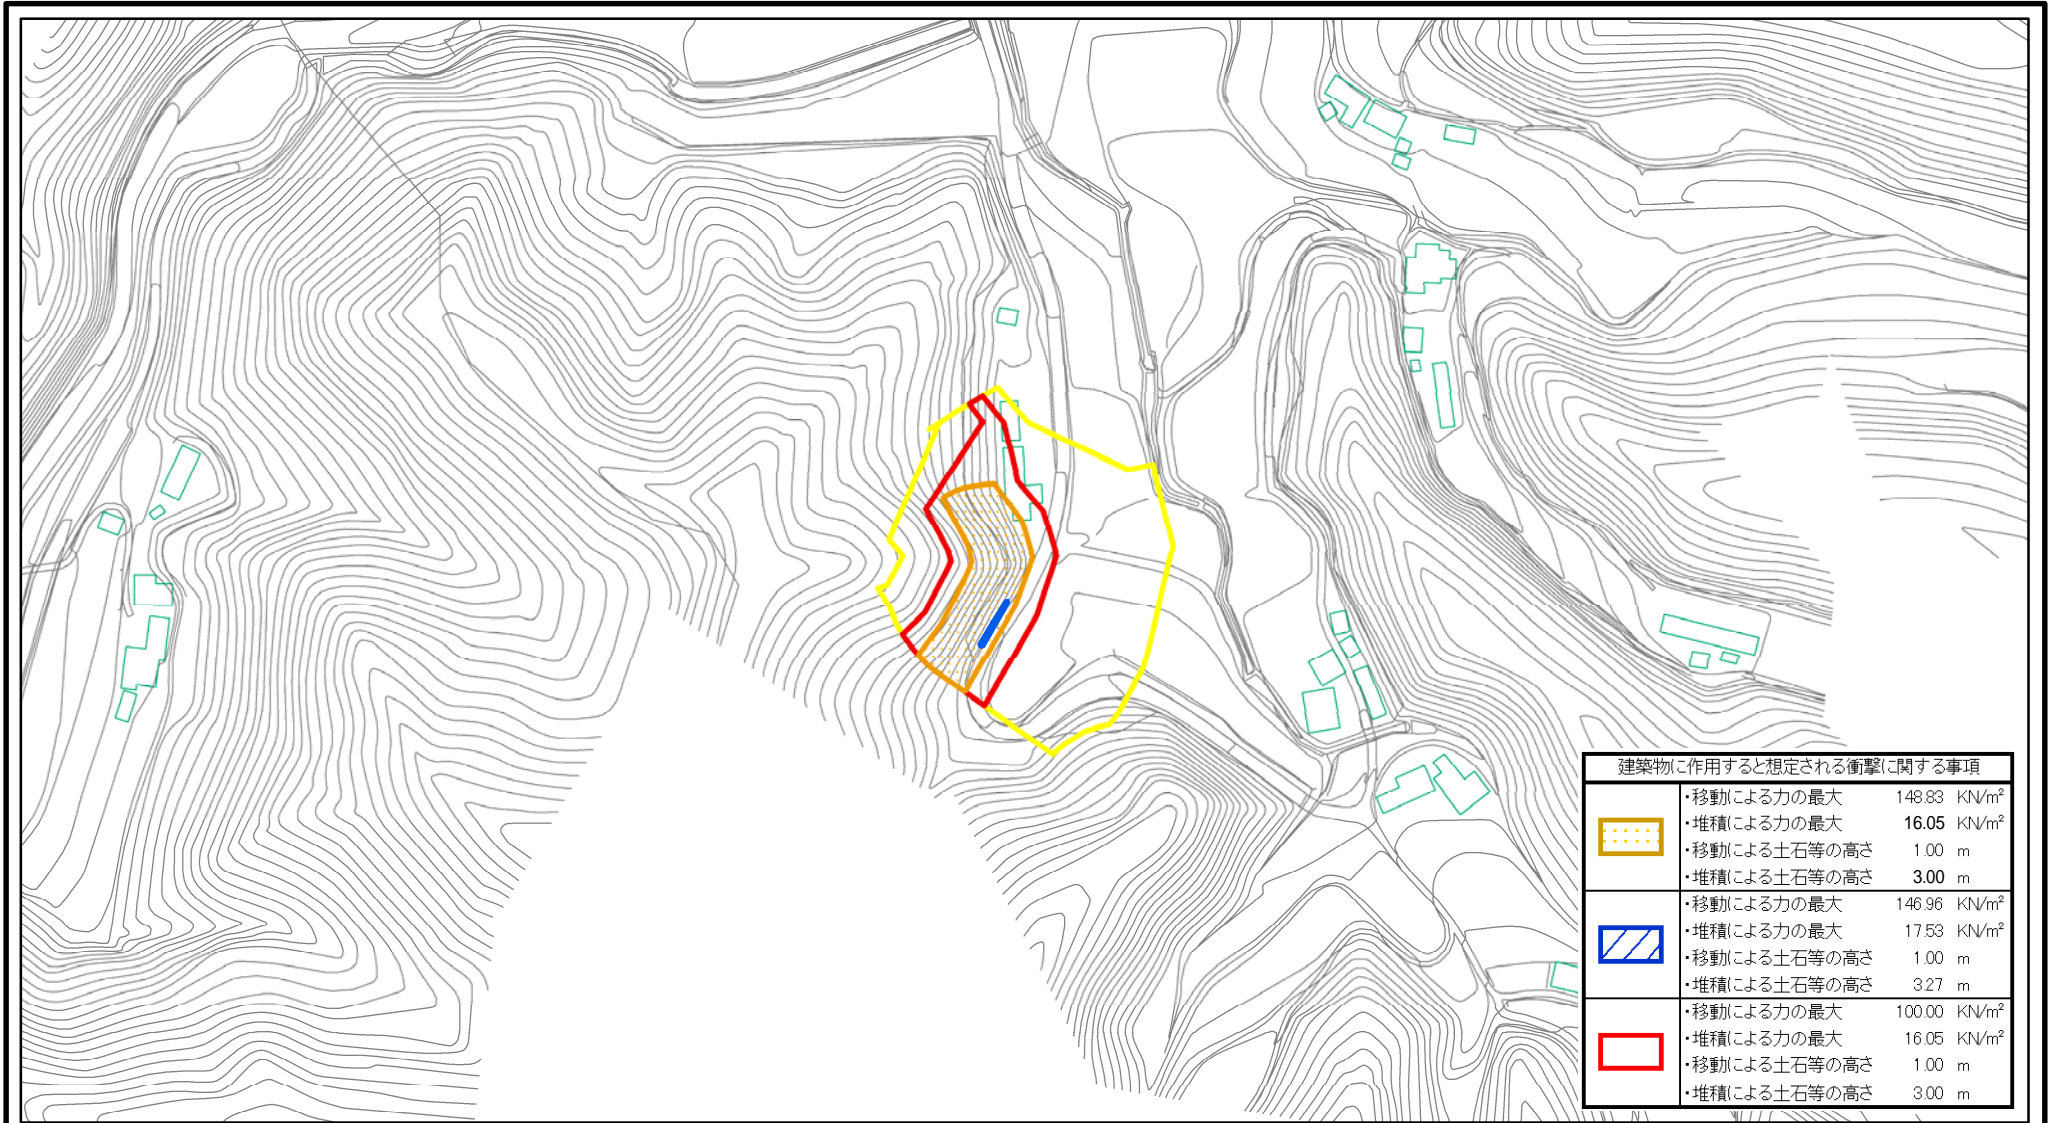 建築物に作用すると想定される衝撃に関する事項
・移動による力の最大 148.83 KN/m²
・堆積による力の最大 16.05 KN/m²
・移動による土石等の高さ 1.00 m
・堆積による土石等の高さ 3.00 m
・移動による力の最大 146.96 KN/m²
・堆積による力の最大 17.53 KN/m²
・移動による土石等の高さ 1.00 m
・堆積による土石等の高さ 3.27 m
・移動による力の最大 100.00 KN/m²
・堆積による力の最大 16.05 KN/m²
・移動による土石等の高さ 1.00 m
・堆積による土石等の高さ 3.00 m